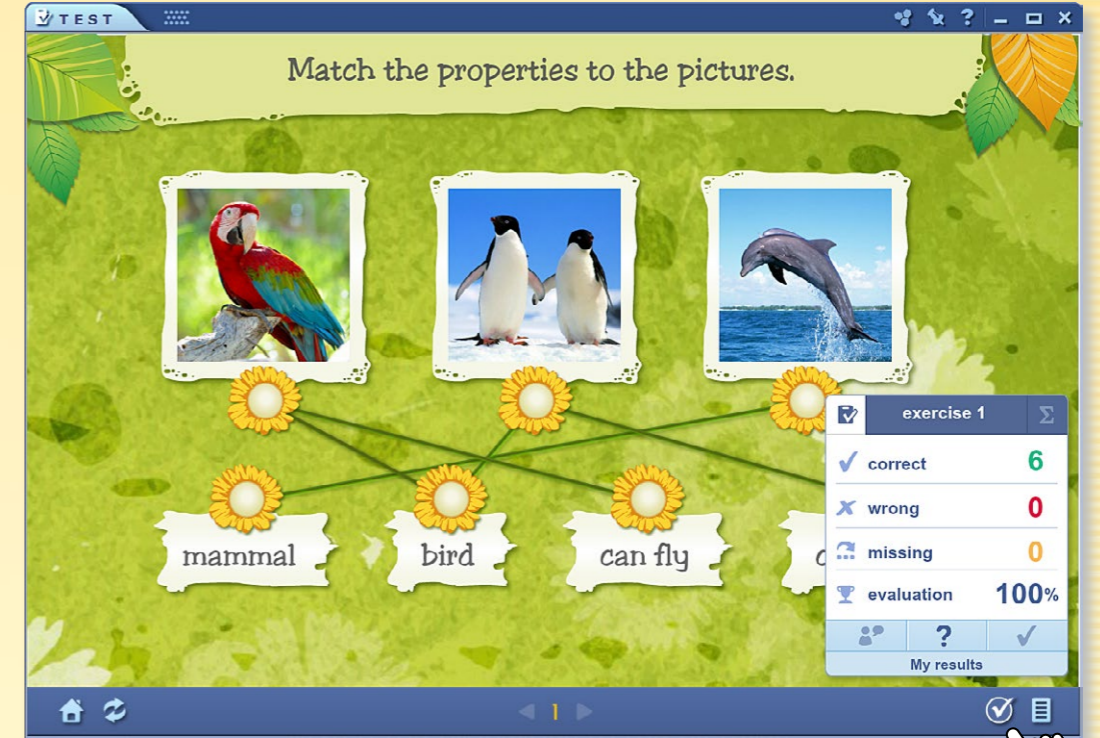 TEST
Match the properties to the pictures.
mammal
bird
can fly
exercise 1
correct 6
wrong 0
missing 0
evaluation 100%
My results
1